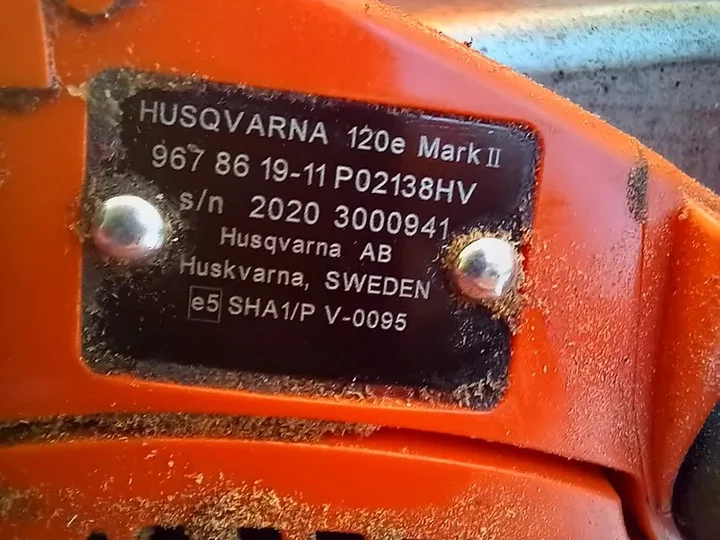 HUSQVARNA 120e Mark II
967 86 19-11 P02138HV
s/n 2020 3000941
Husqvarna AB
Huskvarna, SWEDEN
e5 SHA1/P V-0095